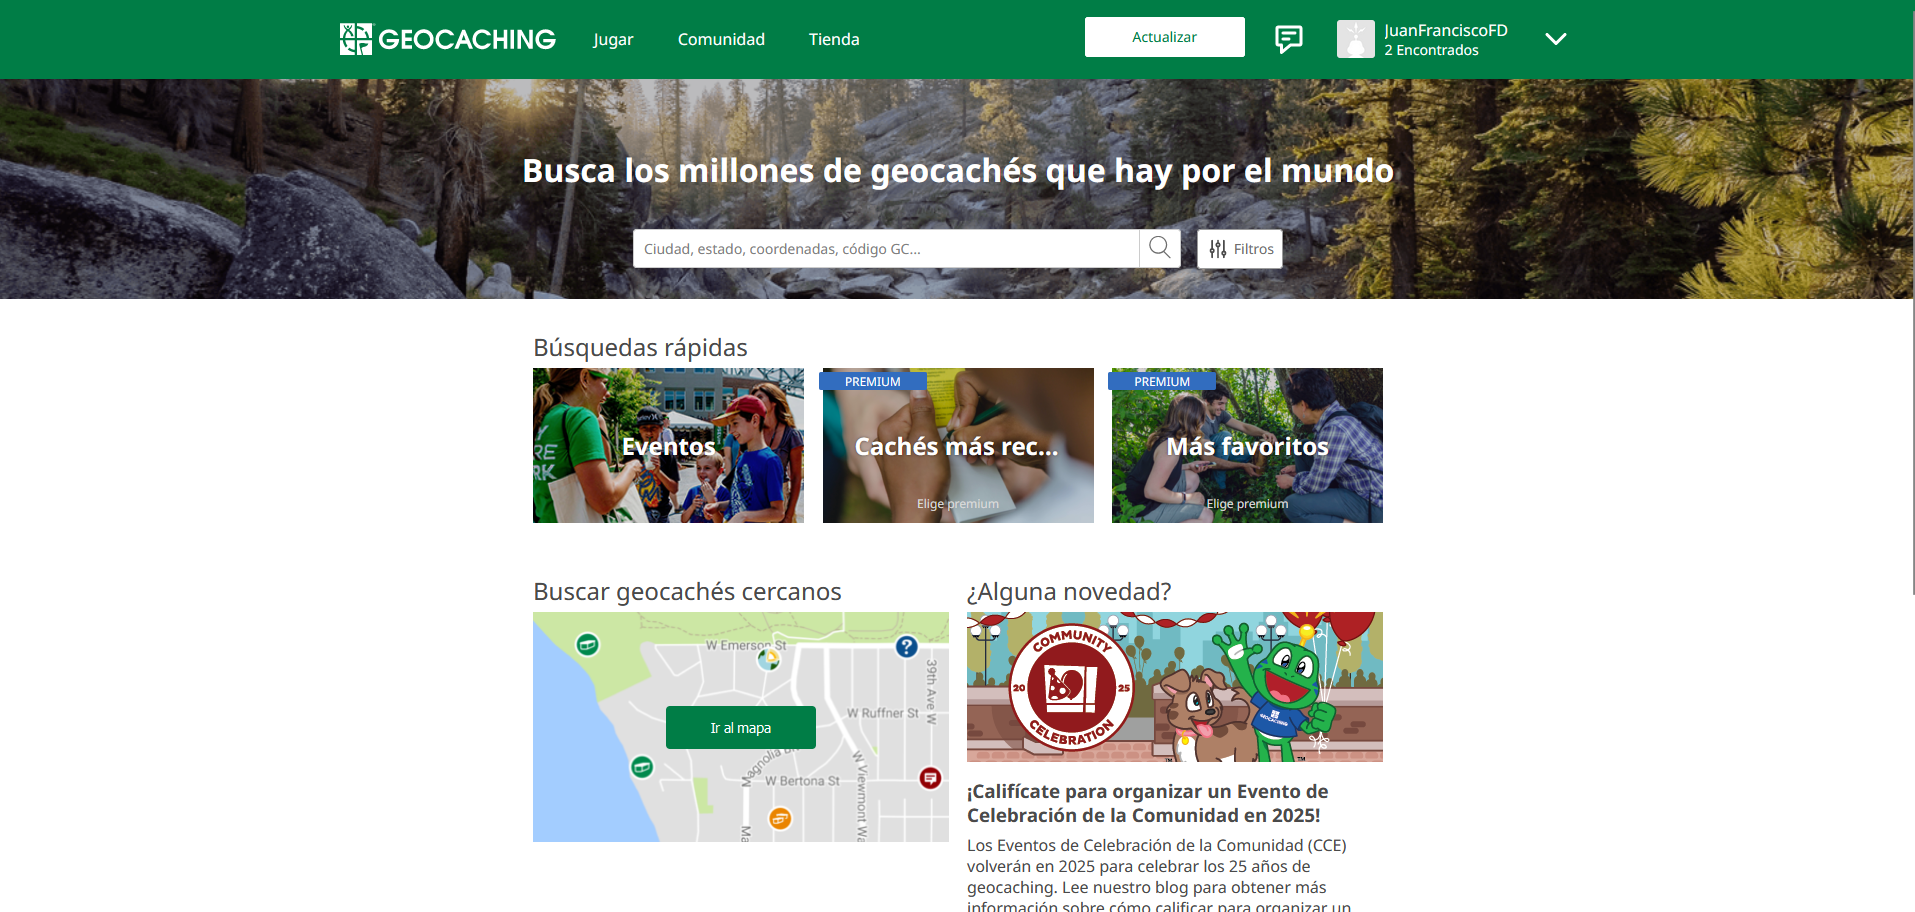 GEOCACHING
Jugar
Comunidad
Tienda
Actualizar
JuanFranciscoFD
2 Encontrados
Busca los millones de geocachés que hay por el mundo
Ciudad, estado, coordenadas, código GC...
Filtros
Búsquedas rápidas
Eventos
PREMIUM
Cachés más rec...
Elige premium
PREMIUM
Más favoritos
Elige premium
Buscar geocachés cercanos
W Emerson St
39th Ave W
W Ruffner St
Ir al mapa
Magnolia
W Bertona St
W Viewmont Wa
Ma
¿Alguna novedad?
COMMUNITY
20 25
CELEBRATION
GEOCACHING
¡Califícate para organizar un Evento de
Celebración de la Comunidad en 2025!
Los Eventos de Celebración de la Comunidad (CCE)
volverán en 2025 para celebrar los 25 años de
geocaching. Lee nuestro blog para obtener más
información sobre cómo calificar para organizar un